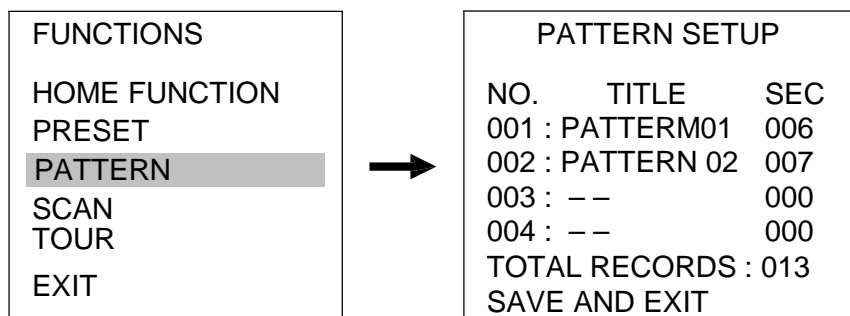 FUNCTIONS
HOME FUNCTION
PRESET
PATTERN
SCAN
TOUR
EXIT
PATTERN SETUP
NO. TITLE SEC
001 : PATTERM01 006
002 : PATTERN 02 007
003 : – – 000
004 : – – 000
TOTAL RECORDS : 013
SAVE AND EXIT